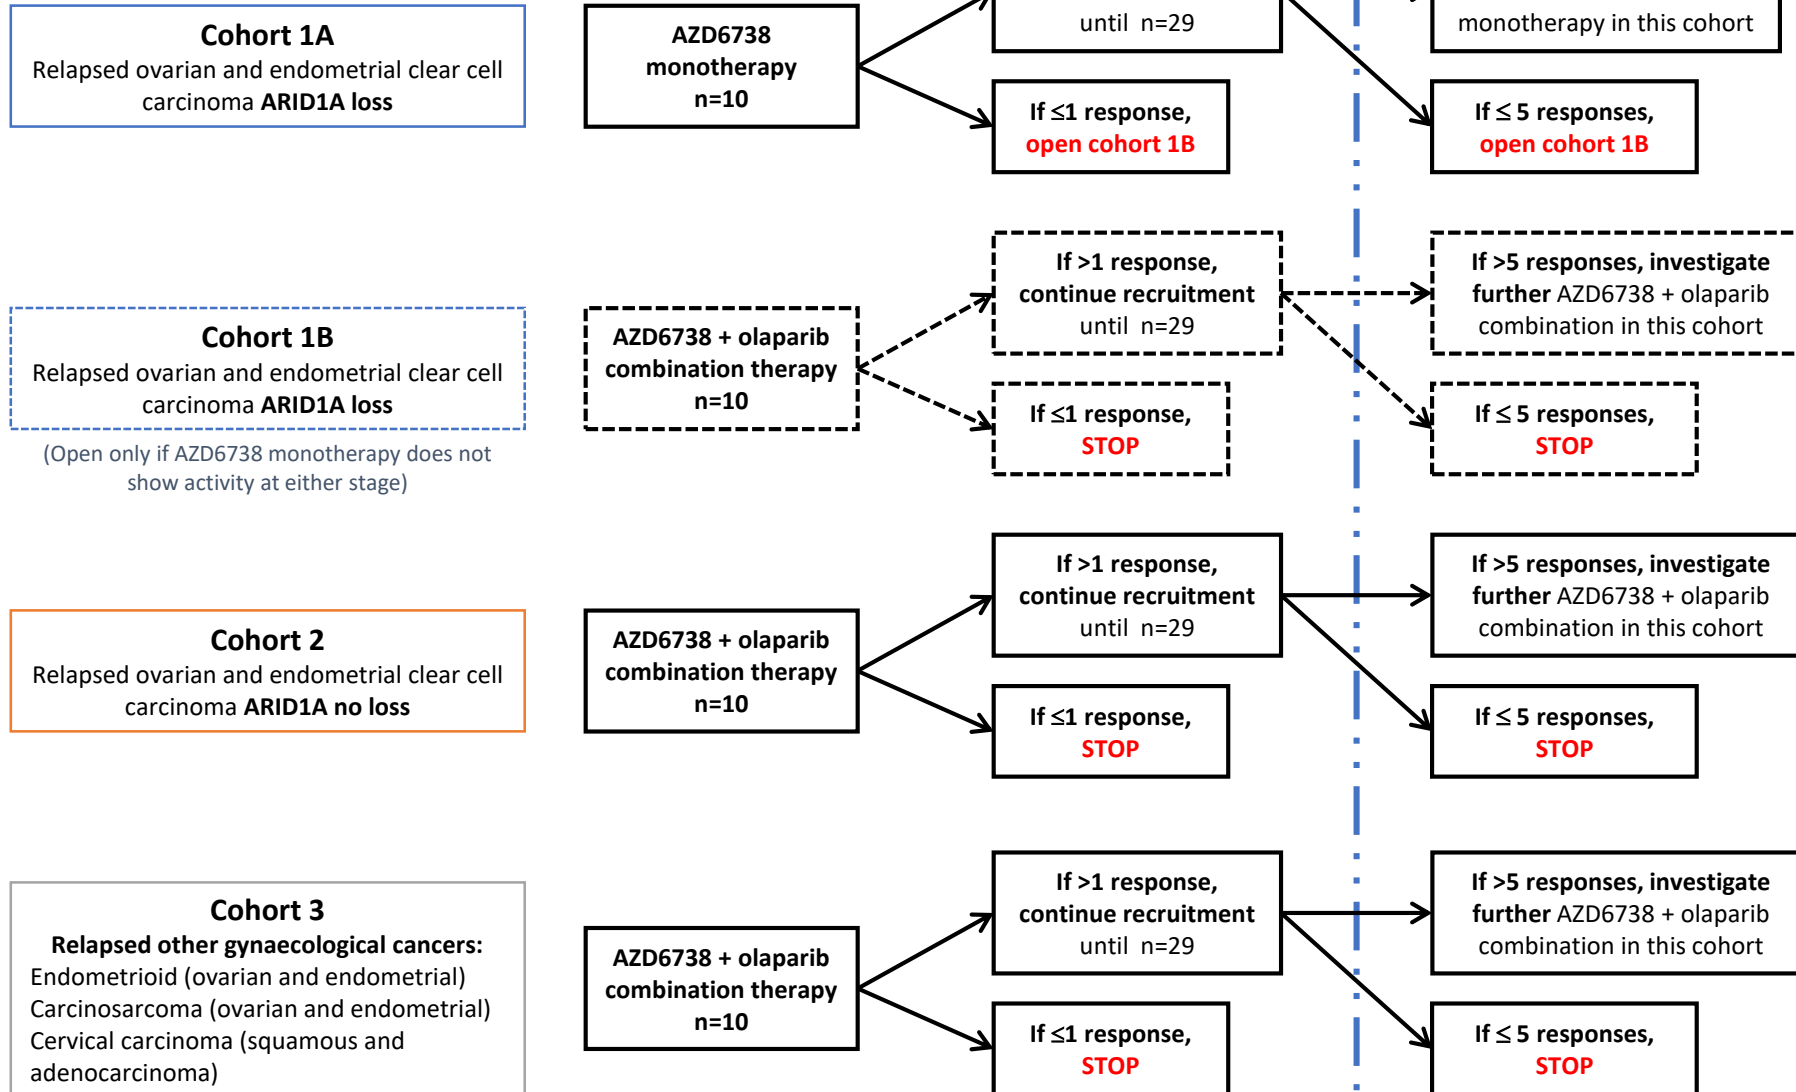 Cohort 1A
Relapsed ovarian and endometrial clear cell
carcinoma ARID1A loss
AZD6738
monotherapy
n=10
until n=29
monotherapy in this cohort
If ≤1 response,
open cohort 1B
If ≤ 5 responses,
open cohort 1B
Cohort 1B
Relapsed ovarian and endometrial clear cell
carcinoma ARID1A loss
(Open only if AZD6738 monotherapy does not
show activity at either stage)
AZD6738 + olaparib
combination therapy
n=10
If >1 response,
continue recruitment
until n=29
If >5 responses, investigate
further AZD6738 + olaparib
combination in this cohort
If ≤1 response,
STOP
If ≤ 5 responses,
STOP
Cohort 2
Relapsed ovarian and endometrial clear cell
carcinoma ARID1A no loss
AZD6738 + olaparib
combination therapy
n=10
If >1 response,
continue recruitment
until n=29
If >5 responses, investigate
further AZD6738 + olaparib
combination in this cohort
If ≤1 response,
STOP
If ≤ 5 responses,
STOP
Cohort 3
Relapsed other gynaecological cancers:
Endometrioid (ovarian and endometrial)
Carcinosarcoma (ovarian and endometrial)
Cervical carcinoma (squamous and
adenocarcinoma)
AZD6738 + olaparib
combination therapy
n=10
If >1 response,
continue recruitment
until n=29
If >5 responses, investigate
further AZD6738 + olaparib
combination in this cohort
If ≤1 response,
STOP
If ≤ 5 responses,
STOP